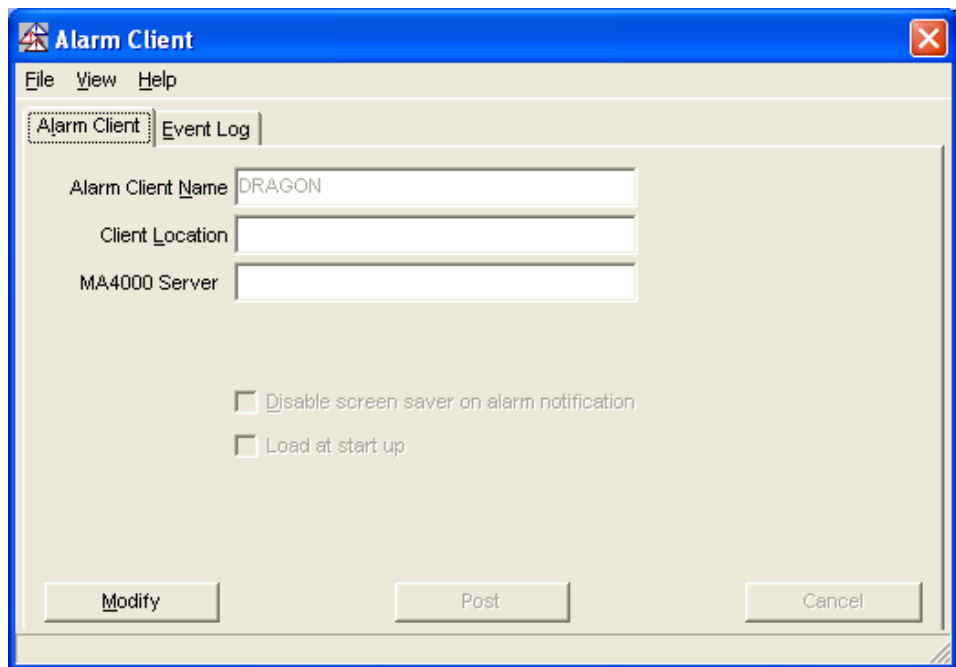 Alarm Client
File View Help
Alarm Client Event Log
Alarm Client Name DRAGON
Client Location
MA4000 Server
Disable screen saver on alarm notification
Load at start up
Modify Post Cancel